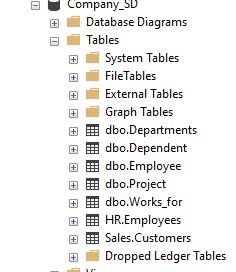 Company_SD
Database Diagrams
Tables
System Tables
FileTables
External Tables
Graph Tables
dbo.Departments
dbo.Dependent
dbo.Employee
dbo.Project
dbo.Works_for
HR.Employees
Sales.Customers
Dropped Ledger Tables